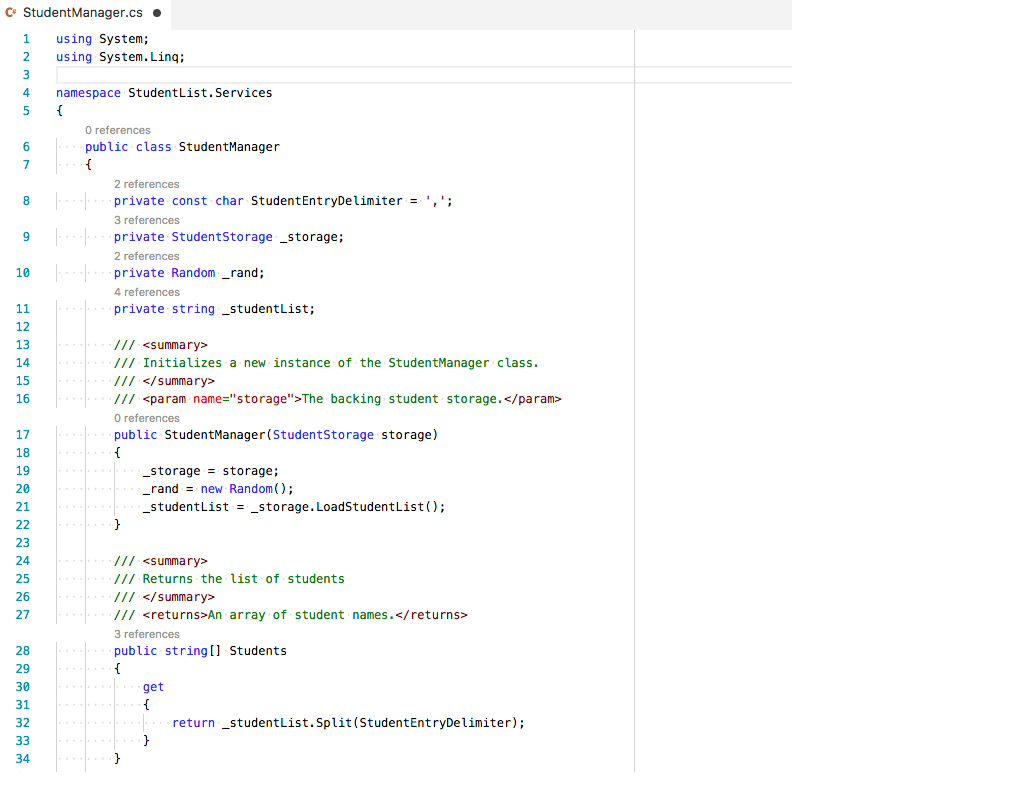 StudentManager.cs
1 using System;
2 using System.Linq;
3
4 namespace StudentList.Services
5 {
0 references
6 public class StudentManager
7 {
2 references
8 private const char StudentEntryDelimiter = ',';
3 references
9 private StudentStorage _storage;
2 references
10 private Random _rand;
4 references
11 private string _studentList;
12
13 /// <summary>
14 /// Initializes a new instance of the StudentManager class.
15 /// </summary>
16 /// <param name="storage">The backing student storage.</param>
0 references
17 public StudentManager(StudentStorage storage)
18 {
19 _storage = storage;
20 _rand = new Random();
21 _studentList = _storage.LoadStudentList();
22 }
23
24 /// <summary>
25 /// Returns the list of students
26 /// </summary>
27 /// <returns>An array of student names.</returns>
3 references
28 public string[] Students
29 {
30 get
31 {
32 return _studentList.Split(StudentEntryDelimiter);
33 }
34 }